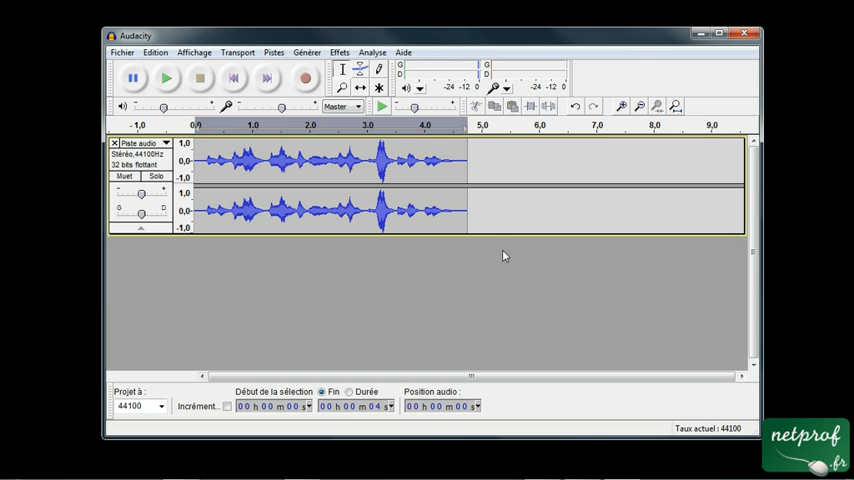 Audacity
Fichier Edition Affichage Transport Pistes Générer Effets Analyse Aide
G
D
-24 -12 0
G
D
-24 -12 0
Master
- 1,0 0,0 1,0 2,0 3,0 4,0 5,0 6,0 7,0 8,0 9,0
Piste audio
Stéréo,44100Hz
32 bits flottant
Muet Solo
G D
1,0
0,0
-1,0
1,0
0,0
-1,0
Projet à :
44100
Incrément...
Début de la sélection
Fin
Durée
Position audio :
00 h 00 m 00 s
00 h 00 m 04 s
00 h 00 m 00 s
Taux actuel : 44100
netprof
.fr